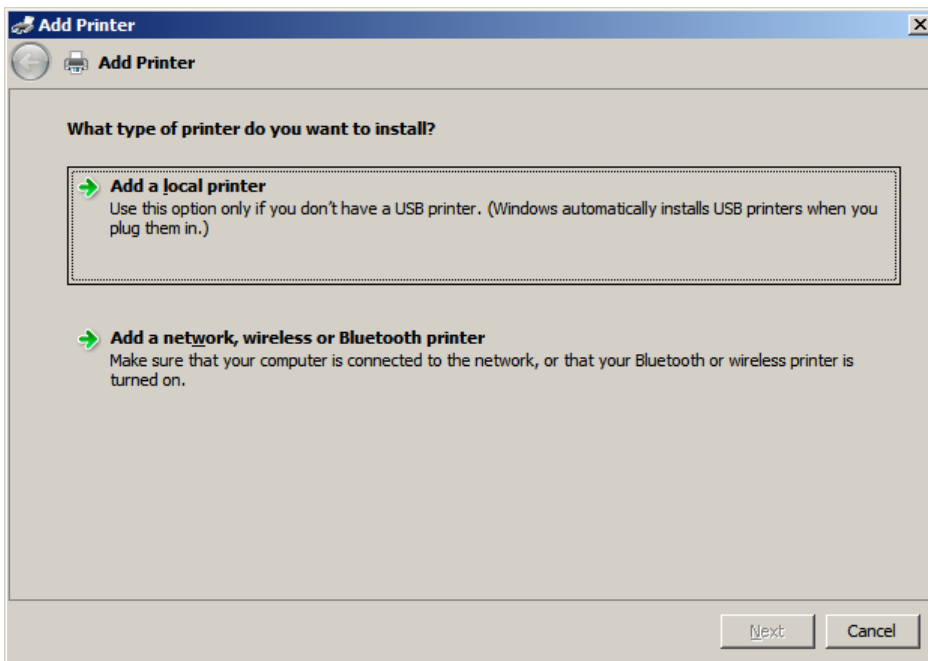 Add Printer
Add Printer
What type of printer do you want to install?
Add a local printer
Use this option only if you don't have a USB printer. (Windows automatically installs USB printers when you
plug them in.)
Add a network, wireless or Bluetooth printer
Make sure that your computer is connected to the network, or that your Bluetooth or wireless printer is
turned on.
Next
Cancel